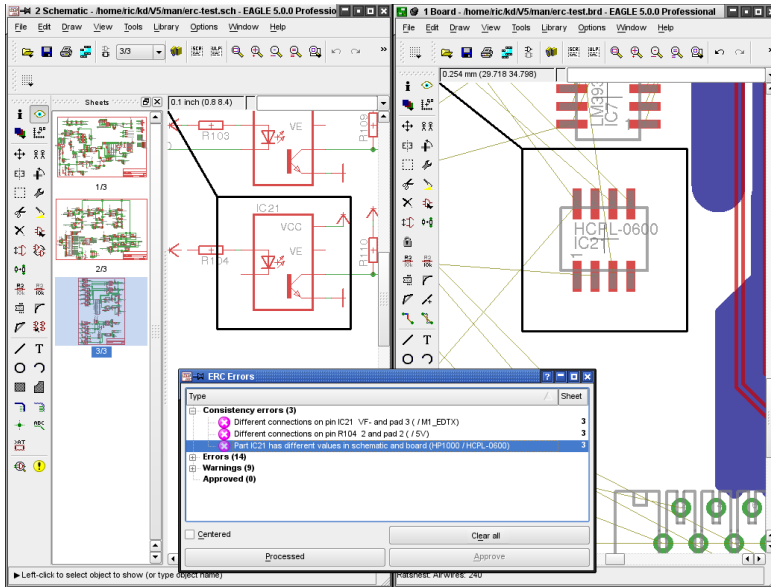 2 Schematic - /home/ric/kd/V5/man/erc-test.sch - EAGLE 5.0.0 Professio
File Edit Draw View Tools Library Options Window Help
3/3
Sheets
0.1 inch (0.8 8.4)
1/3
2/3
3/3
R103
VE
R109
IC21
VCC
VE
R104
R110
1 Board - /home/ric/kd/V5/man/erc-test.brd - EAGLE 5.0.0 Professional
File Edit Draw View Tools Library Options Window Help
0.254 mm (29.718 34.798)
LM393
IC7
1
HCPL-0600
IC21
1
ERC Errors
Type Sheet
Consistency errors (3)
Different connections on pin IC21 VF- and pad 3 ( / M1_EDTX) 3
Different connections on pin R104 2 and pad 2 ( / 5V) 3
Part IC21 has different values in schematic and board (HP1000 / HCPL-0600) 3
Errors (14)
Warnings (9)
Approved (0)
Centered
Clear all
Processed
Approve
Left-click to select object to show (or type object name)
Ratsnest: Airwires: 240